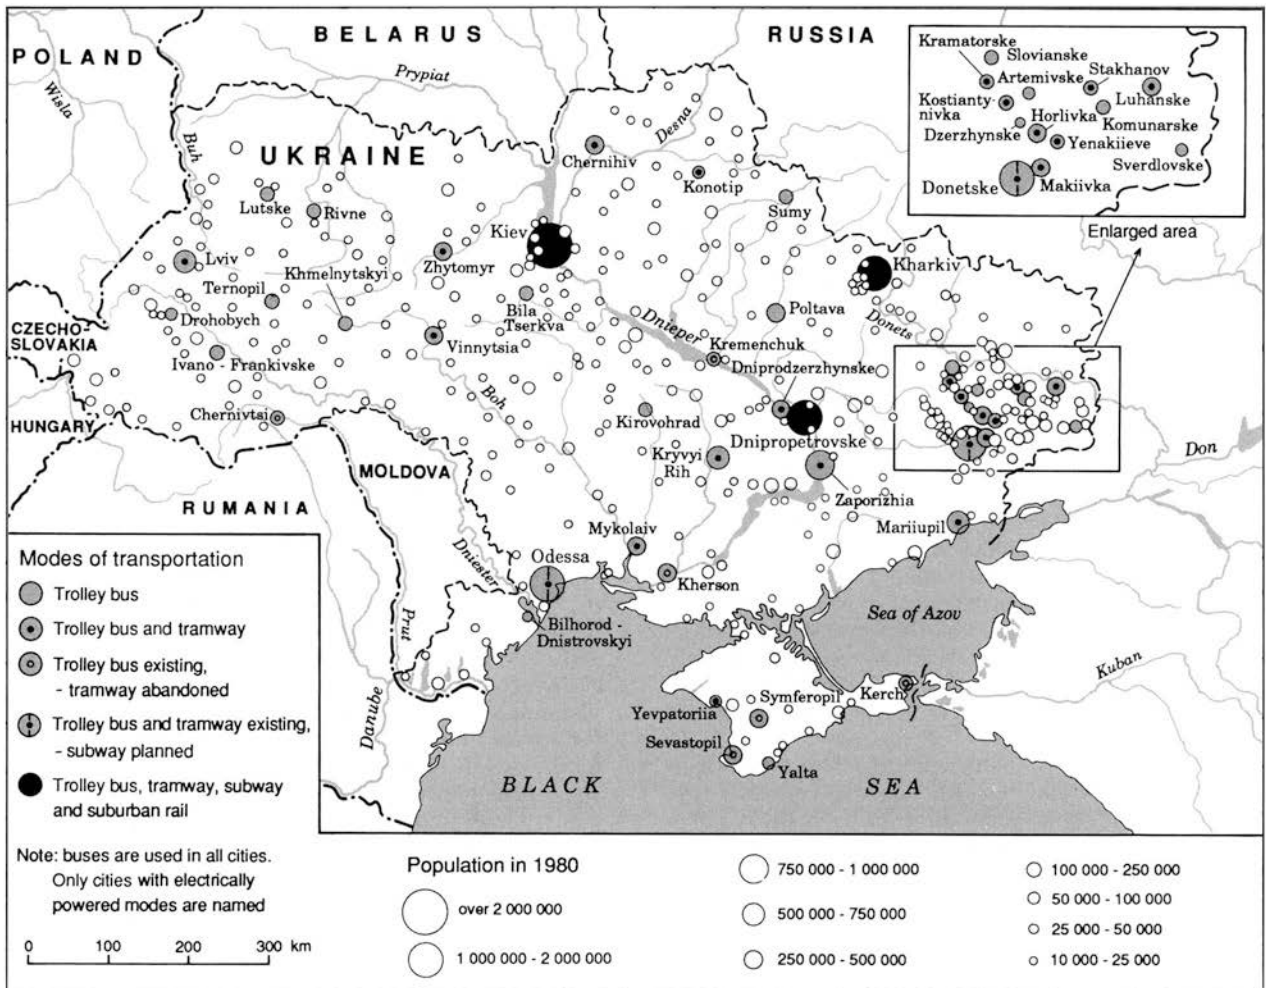 POLAND
BELARUS
RUSSIA
Wisla
Prypiat
Buh
Desna
UKRAINE
Chernihiv
Konotip
Sumy
Lutske
Rivne
Kiev
Kharkiv
Lviv
Zhytomyr
Khmelnytskyi
Ternopil
Drohobych
Bila
Tserkva
Dnieper
Poltava
Donets
CZECHO-
SLOVAKIA
Ivano - Frankivske
Vinnytsia
Kremenchuk
Dniprodzerzhynske
Boh
Chernivtsi
Kirovohrad
HUNGARY
Dnipropetrovske
MOLDOVA
Kryvyi
Rih
Don
RUMANIA
Zaporizhia
Mariiupil
Mykolaiv
Odessa
Dniester
Kherson
Prut
Bilhorod -
Dnistrovskyi
Sea of Azov
Kuban
Danube
Symferopil
Kerch
Yevpatoriia
Sevastopil
Yalta
BLACK SEA
Kramatorske
Slovianske
Artemivske
Stakhanov
Kostianty-
nivka
Luhanske
Horlivka
Komunarske
Dzerzhynske
Yenakiieve
Sverdlovske
Donetske
Makiivka
Enlarged area
Modes of transportation
Trolley bus
Trolley bus and tramway
Trolley bus existing,
- tramway abandoned
Trolley bus and tramway existing,
- subway planned
Trolley bus, tramway, subway
and suburban rail
Note: buses are used in all cities.
Only cities with electrically
powered modes are named
0 100 200 300 km
Population in 1980
over 2 000 000
1 000 000 - 2 000 000
750 000 - 1 000 000
500 000 - 750 000
250 000 - 500 000
100 000 - 250 000
50 000 - 100 000
25 000 - 50 000
10 000 - 25 000